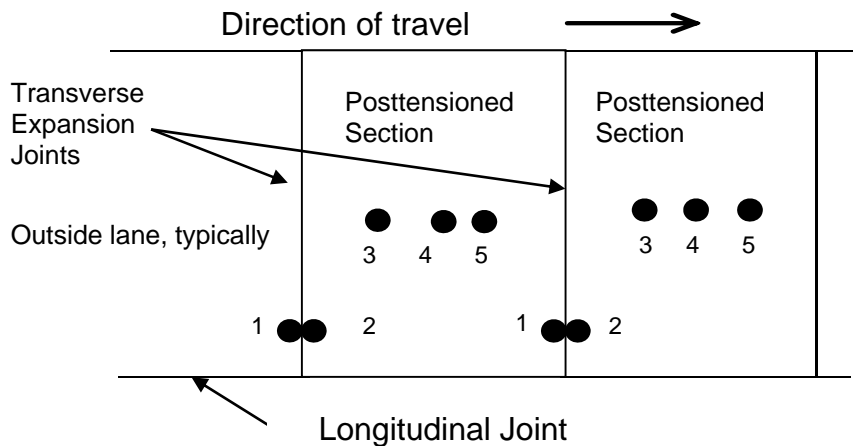 Direction of travel
Transverse
Expansion
Joints
Posttensioned
Section
Posttensioned
Section
Outside lane, typically
3 4 5
3 4 5
1 2
1 2
Longitudinal Joint